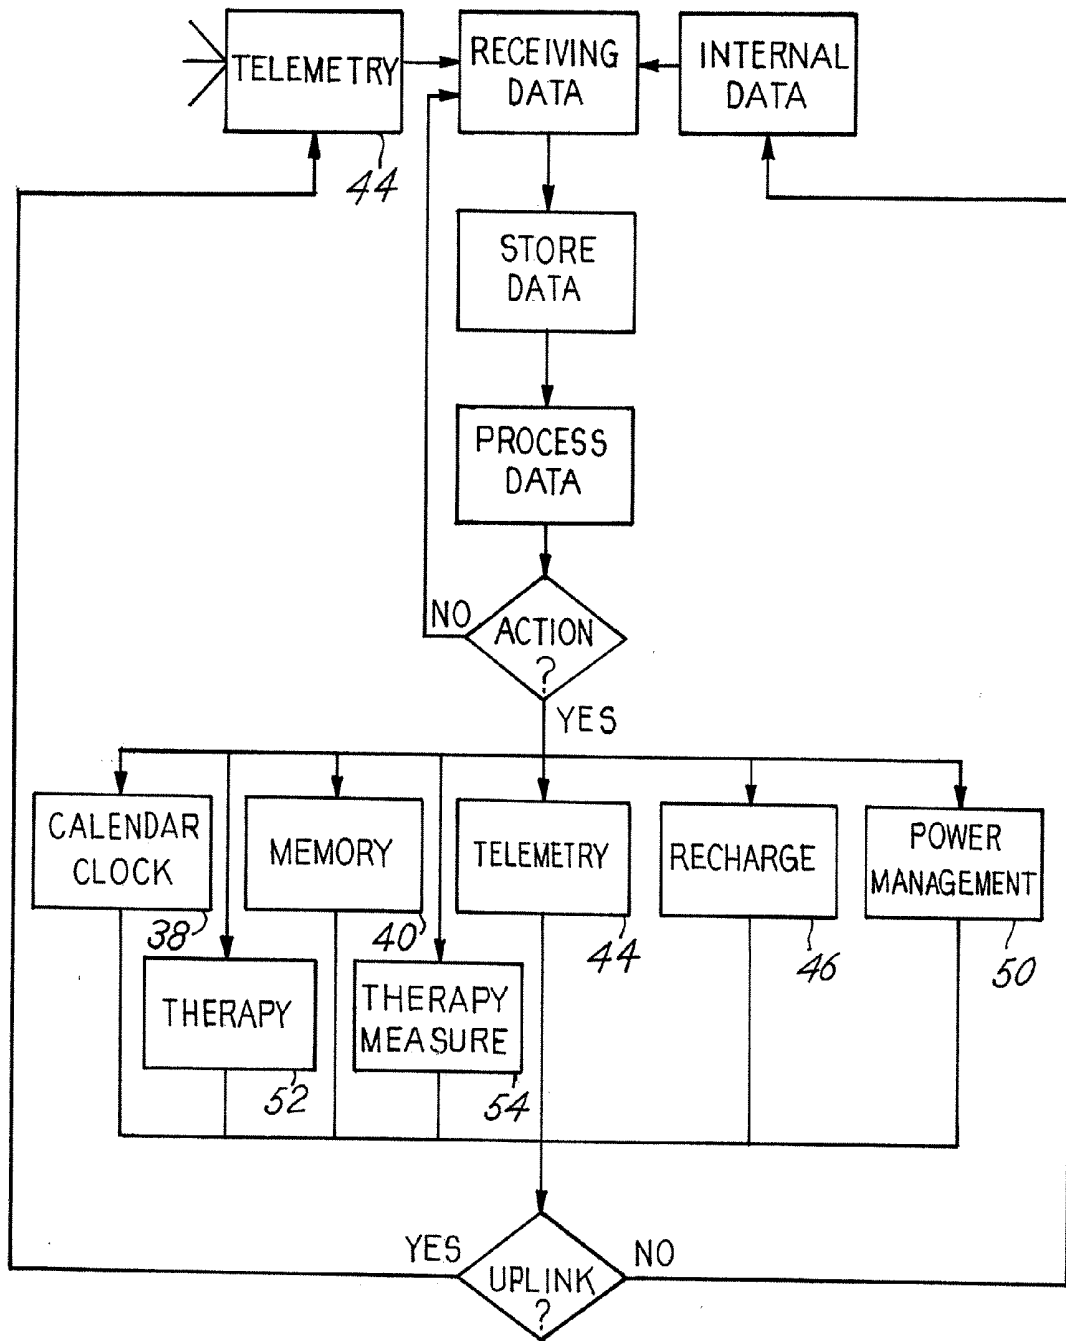 TELEMETRY
44
RECEIVING
DATA
INTERNAL
DATA
STORE
DATA
PROCESS
DATA
NO
ACTION
?
YES
CALENDAR
CLOCK
38
MEMORY
40
TELEMETRY
44
RECHARGE
46
POWER
MANAGEMENT
50
THERAPY
52
THERAPY
MEASURE
54
YES
UPLINK
?
NO